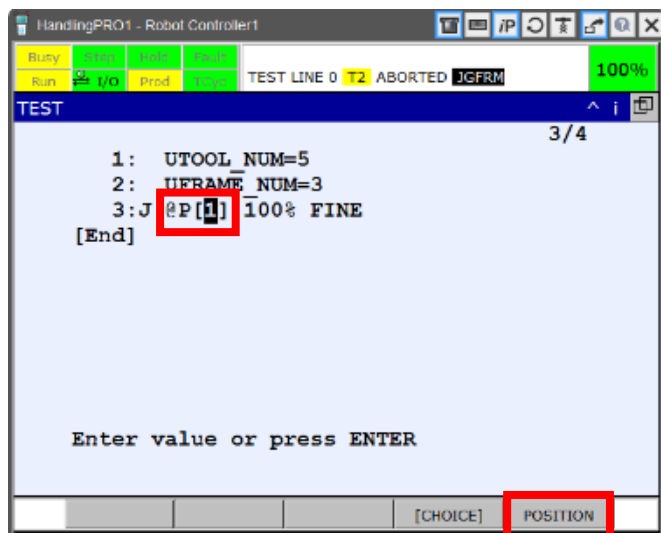 HandlingPRO1 - Robot Controller1
iP
Busy Step Hold Fault
Run I/O Prod TCyc
TEST LINE 0 T2 ABORTED JGFRM
100%
TEST
3/4
1: UTOOL_NUM=5
2: UFRAME_NUM=3
3:J @P[1] 100% FINE
[End]
Enter value or press ENTER
[CHOICE] POSITION